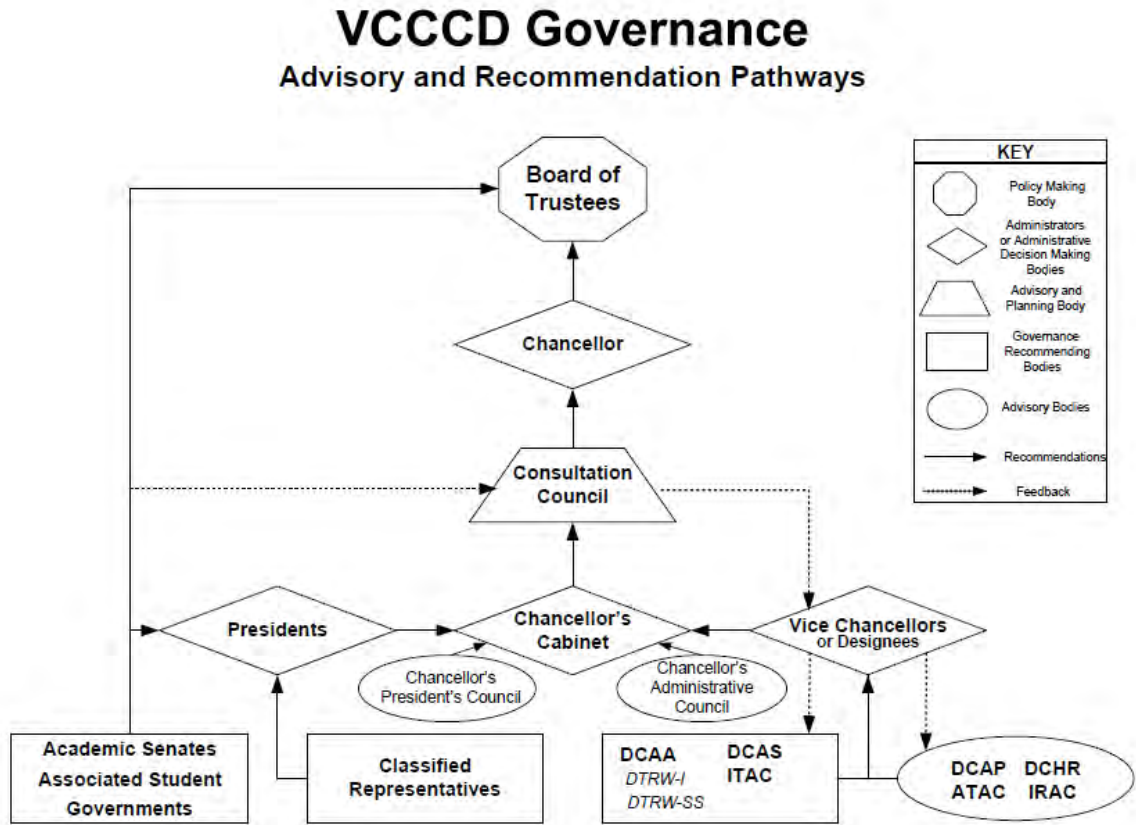 VCCCD Governance
Advisory and Recommendation Pathways
Board of
Trustees
KEY
Policy Making
Body
Administrators
or Administrative
Decision Making
Bodies
Advisory and
Planning Body
Governance
Recommending
Bodies
Advisory Bodies
Recommendations
Feedback
Chancellor
Consultation
Council
Presidents
Chancellor's
Cabinet
Vice Chancellors
or Designees
Chancellor's
President's Council
Chancellor's
Administrative
Council
Academic Senates
Associated Student
Governments
Classified
Representatives
DCAA DCAS
DTRW-I ITAC
DTRW-SS
DCAP DCHR
ATAC IRAC